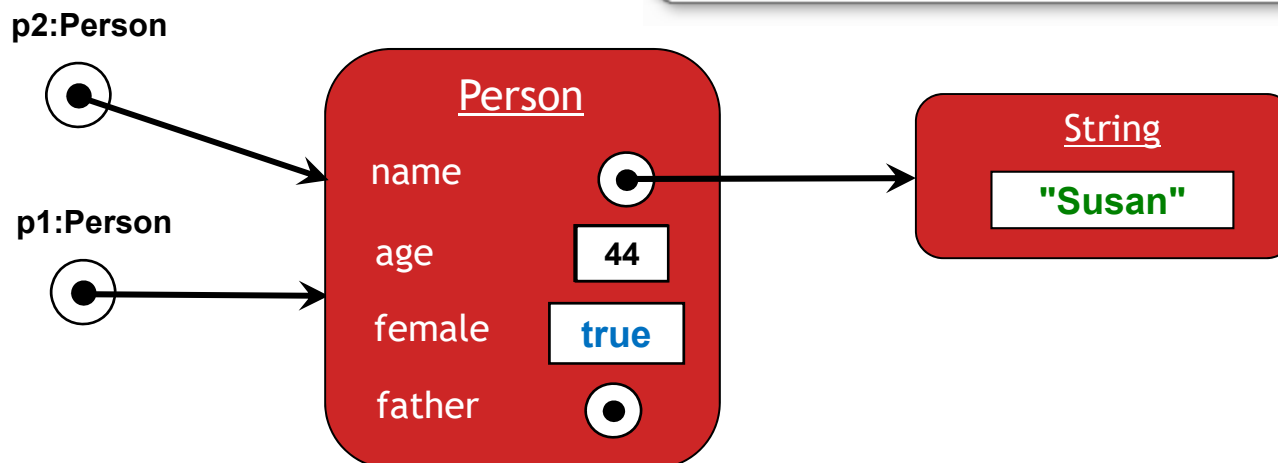 p2:Person
p1:Person
Person
name
age 44
female true
father
String
"Susan"